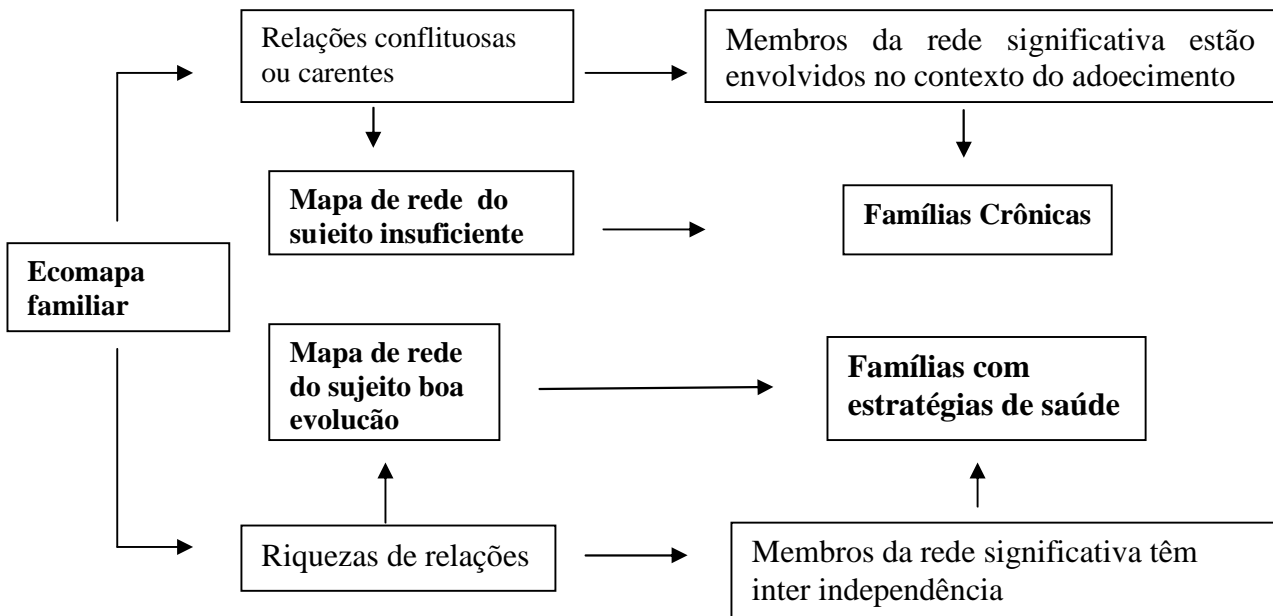 Relações conflituosas
ou carentes
Membros da rede significativa estão
envolvidos no contexto do adoecimento
Mapa de rede do
sujeito insuficiente
Famílias Crônicas
Ecomapa
familiar
Mapa de rede
do sujeito boa
evolucão
Famílias com
estratégias de saúde
Riquezas de relações
Membros da rede significativa têm
inter independência